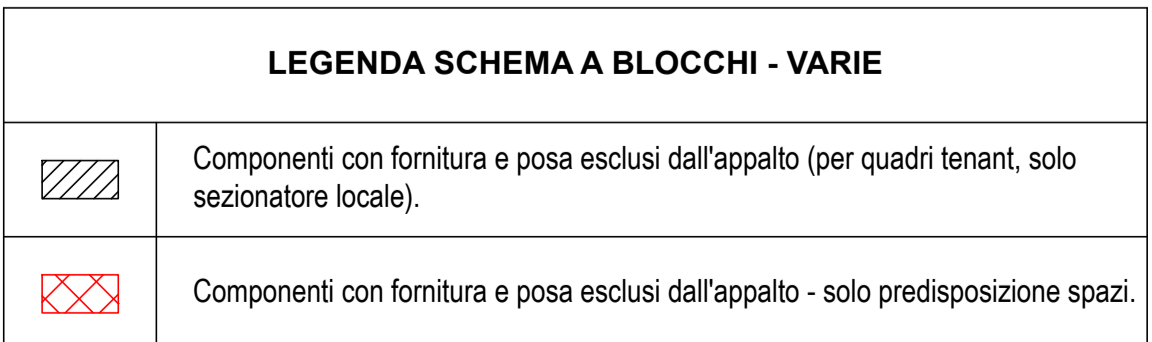 LEGENDA SCHEMA A BLOCCHI - VARIE
Componenti con fornitura e posa esclusi dall'appalto (per quadri tenant, solo
sezionatore locale).
Componenti con fornitura e posa esclusi dall'appalto - solo predisposizione spazi.